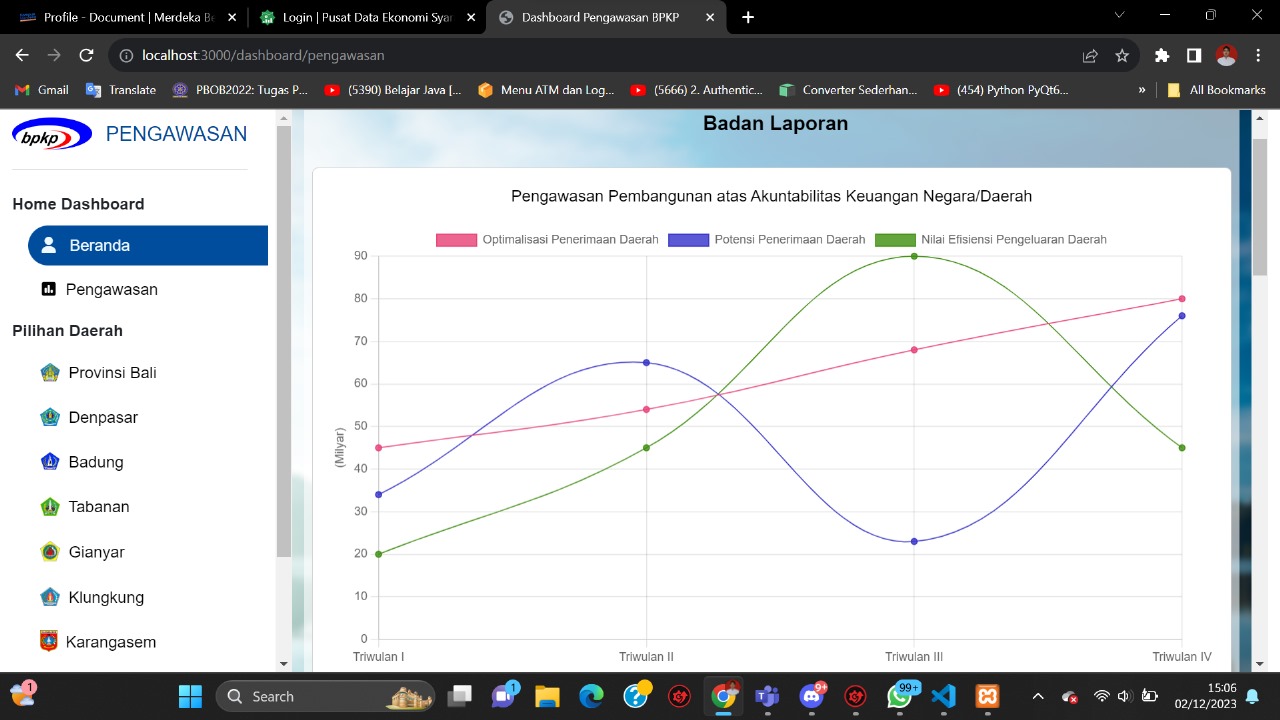 Profile - Document | Merdeka Be
Login | Pusat Data Ekonomi Syar
Dashboard Pengawasan BPKP
localhost:3000/dashboard/pengawasan
Gmail
Translate
PBOB2022: Tugas P...
(5390) Belajar Java [...
Menu ATM dan Log...
(5666) 2. Authentic...
Converter Sederhan...
(454) Python PyQt6...
»
All Bookmarks
bpkp PENGAWASAN
Home Dashboard
Beranda
Pengawasan
Pilihan Daerah
Provinsi Bali
Denpasar
Badung
Tabanan
Gianyar
Klungkung
Karangasem
Badan Laporan
Pengawasan Pembangunan atas Akuntabilitas Keuangan Negara/Daerah
Optimalisasi Penerimaan Daerah
Potensi Penerimaan Daerah
Nilai Efisiensi Pengeluaran Daerah
(Milyar)
90
80
70
60
50
40
30
20
10
0
Triwulan I
Triwulan II
Triwulan III
Triwulan IV
1
Search
1
9+
99+
15:06
02/12/2023